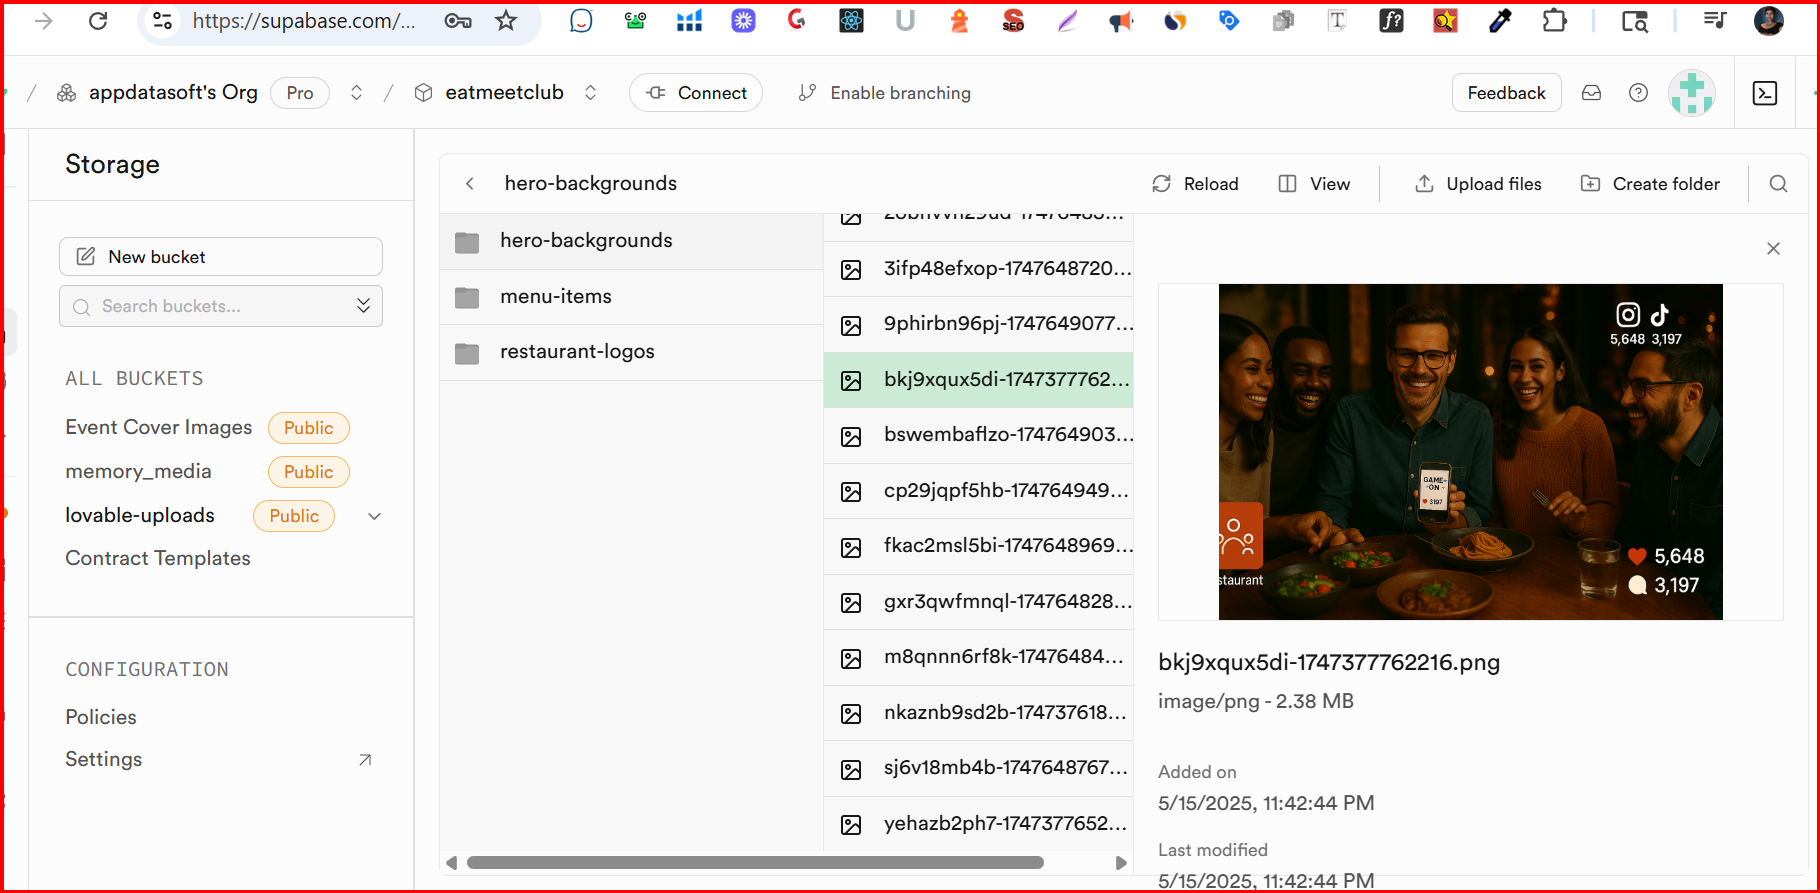 https://supabase.com/...
appdatasoft's Org
Pro
eatmeetclub
Connect
Enable branching
Feedback
Storage
New bucket
Search buckets...
ALL BUCKETS
Event Cover Images
Public
memory_media
Public
lovable-uploads
Public
Contract Templates
CONFIGURATION
Policies
Settings
hero-backgrounds
Reload
View
Upload files
Create folder
hero-backgrounds
menu-items
restaurant-logos
3ifp48efxop-1747648720...
9phirbn96pj-1747649077...
bkj9xqux5di-1747377762...
bswembaflzo-174764903...
cp29jqpf5hb-174764949...
fkac2msl5bi-1747648969...
gxr3qwfmnql-174764828...
m8qnnn6rf8k-17476484...
nkaznb9sd2b-174737618...
sj6v18mb4b-1747648767...
yehazb2ph7-1747377652...
5,648 3,197
GAME-
ON
3197
staurant
5,648
3,197
bkj9xqux5di-1747377762216.png
image/png - 2.38 MB
Added on
5/15/2025, 11:42:44 PM
Last modified
5/15/2025, 11:42:44 PM